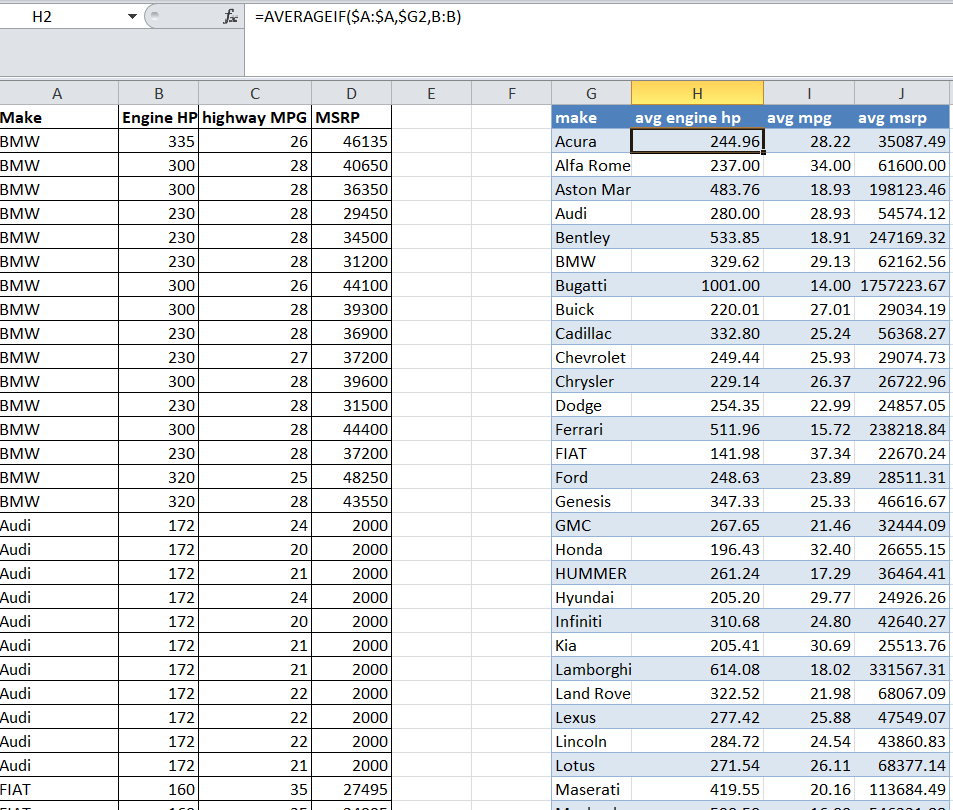 H2 fx =AVERAGEIF($A:$A,$G2,B:B)
A B C D E F G H I J
Make Engine HP highway MPG MSRP make avg engine hp avg mpg avg msrp
BMW 335 26 46135 Acura 244.96 28.22 35087.49
BMW 300 28 40650 Alfa Rome 237.00 34.00 61600.00
BMW 300 28 36350 Aston Mar 483.76 18.93 198123.46
BMW 230 28 29450 Audi 280.00 28.93 54574.12
BMW 230 28 34500 Bentley 533.85 18.91 247169.32
BMW 230 28 31200 BMW 329.62 29.13 62162.56
BMW 300 26 44100 Bugatti 1001.00 14.00 1757223.67
BMW 300 28 39300 Buick 220.01 27.01 29034.19
BMW 230 28 36900 Cadillac 332.80 25.24 56368.27
BMW 230 27 37200 Chevrolet 249.44 25.93 29074.73
BMW 300 28 39600 Chrysler 229.14 26.37 26722.96
BMW 230 28 31500 Dodge 254.35 22.99 24857.05
BMW 300 28 44400 Ferrari 511.96 15.72 238218.84
BMW 230 28 37200 FIAT 141.98 37.34 22670.24
BMW 320 25 48250 Ford 248.63 23.89 28511.31
BMW 320 28 43550 Genesis 347.33 25.33 46616.67
Audi 172 24 2000 GMC 267.65 21.46 32444.09
Audi 172 20 2000 Honda 196.43 32.40 26655.15
Audi 172 21 2000 HUMMER 261.24 17.29 36464.41
Audi 172 24 2000 Hyundai 205.20 29.77 24926.26
Audi 172 20 2000 Infiniti 310.68 24.80 42640.27
Audi 172 21 2000 Kia 205.41 30.69 25513.76
Audi 172 21 2000 Lamborghi 614.08 18.02 331567.31
Audi 172 22 2000 Land Rove 322.52 21.98 68067.09
Audi 172 22 2000 Lexus 277.42 25.88 47549.07
Audi 172 22 2000 Lincoln 284.72 24.54 43860.83
Audi 172 21 2000 Lotus 271.54 26.11 68377.14
FIAT 160 35 27495 Maserati 419.55 20.16 113684.49